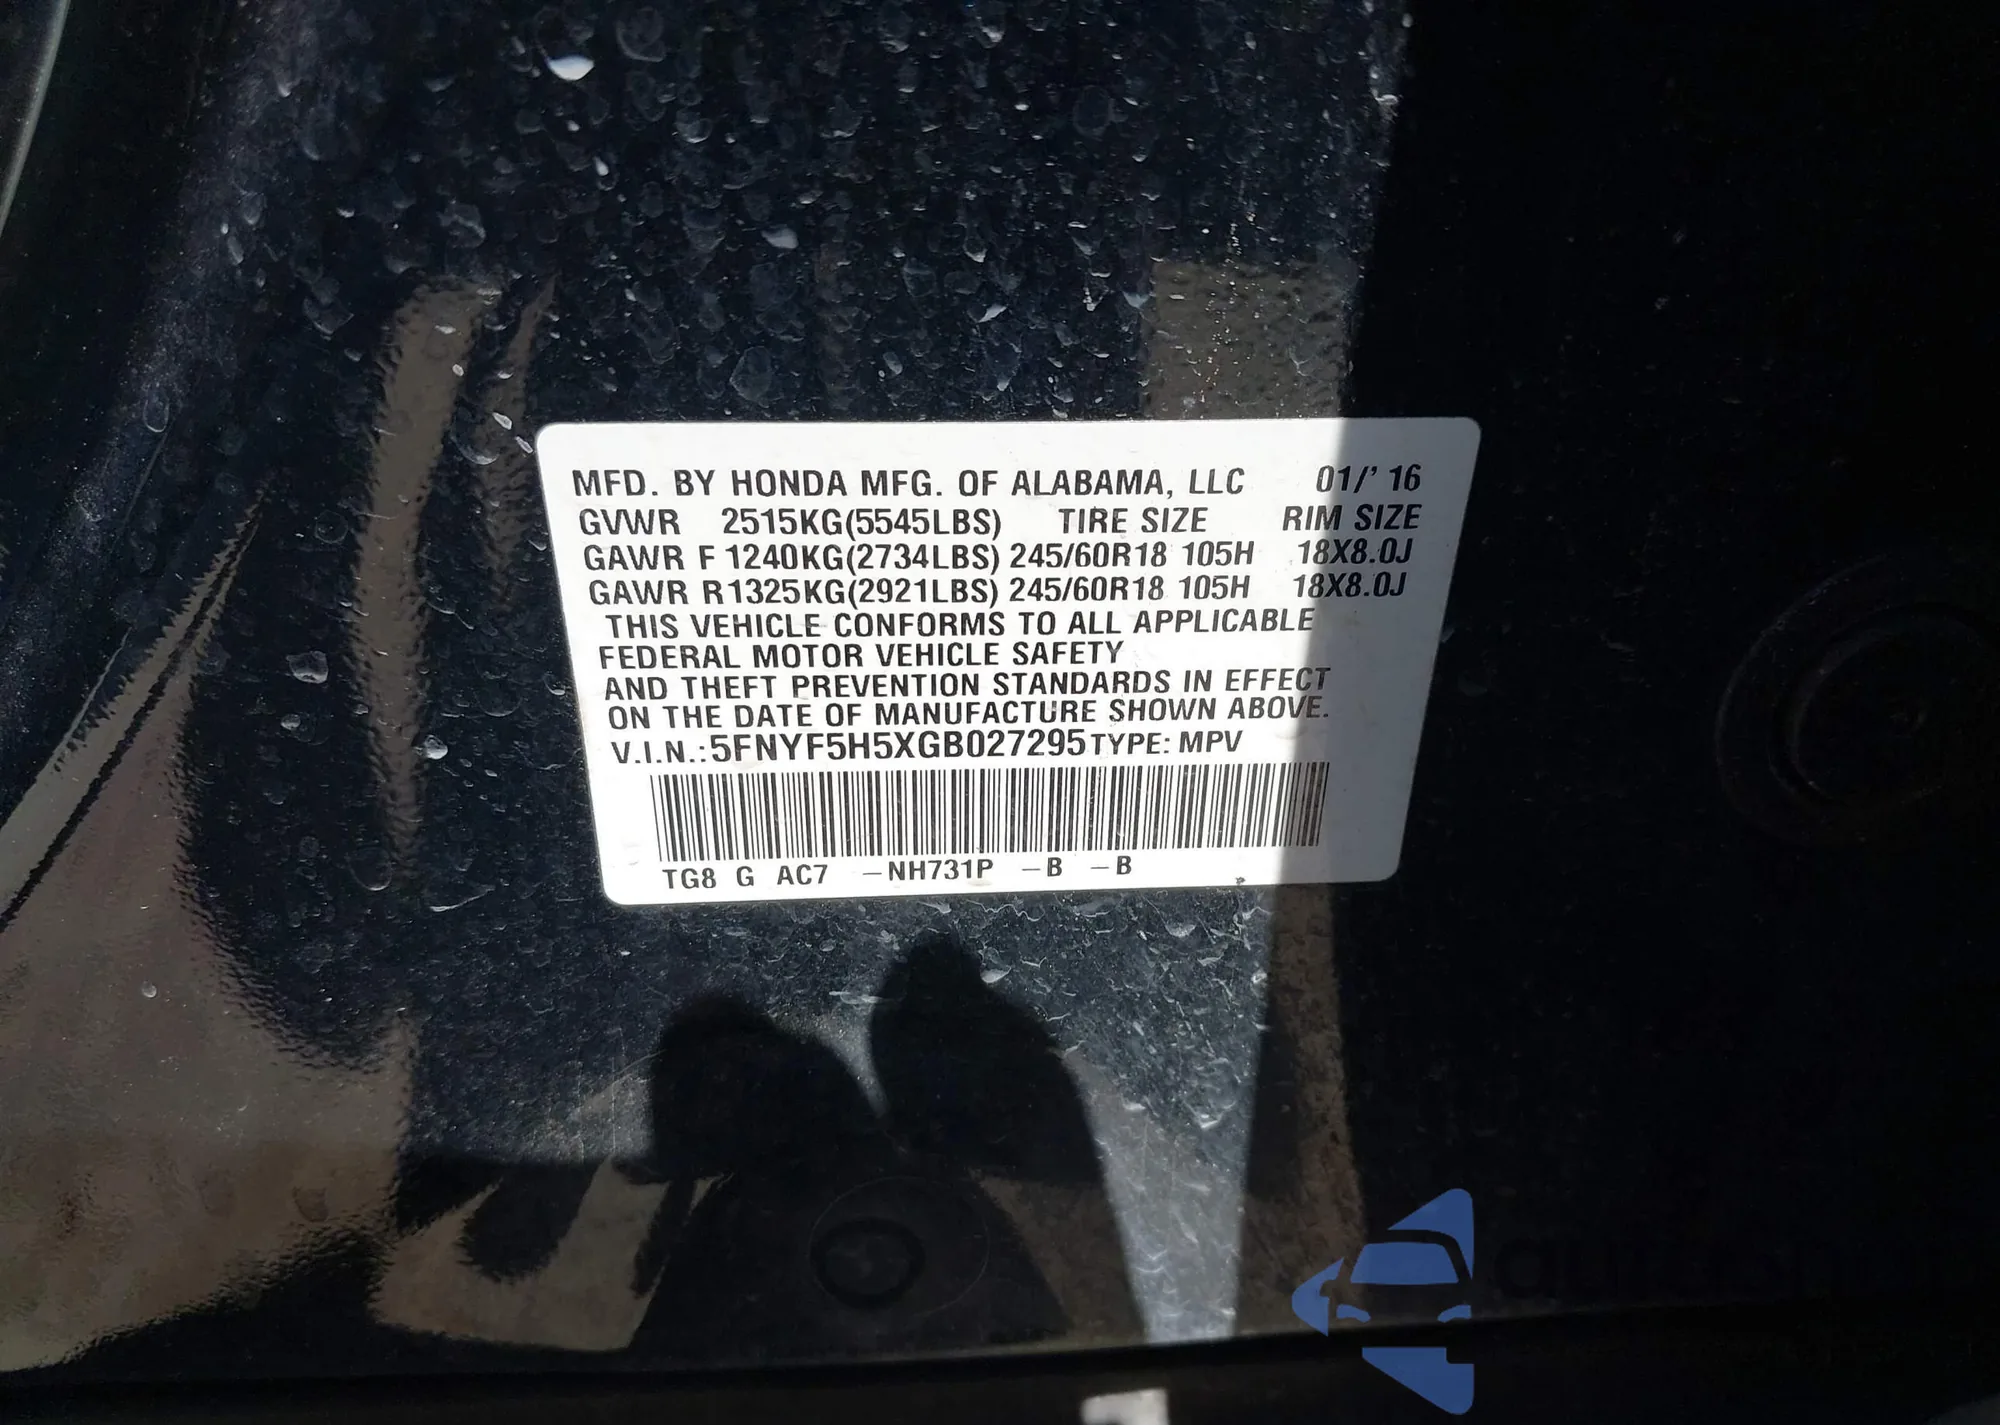 MFD. BY HONDA MFG. OF ALABAMA, LLC 01/' 16
GVWR 2515KG(5545LBS) TIRE SIZE RIM SIZE
GAWR F 1240KG(2734LBS) 245/60R18 105H 18X8.0J
GAWR R1325KG(2921LBS) 245/60R18 105H 18X8.0J
THIS VEHICLE CONFORMS TO ALL APPLICABLE
FEDERAL MOTOR VEHICLE SAFETY
AND THEFT PREVENTION STANDARDS IN EFFECT
ON THE DATE OF MANUFACTURE SHOWN ABOVE.
V.I.N.:5FNYF5H5XGB027295 TYPE: MPV
TG8 G AC7 –NH731P –B –B